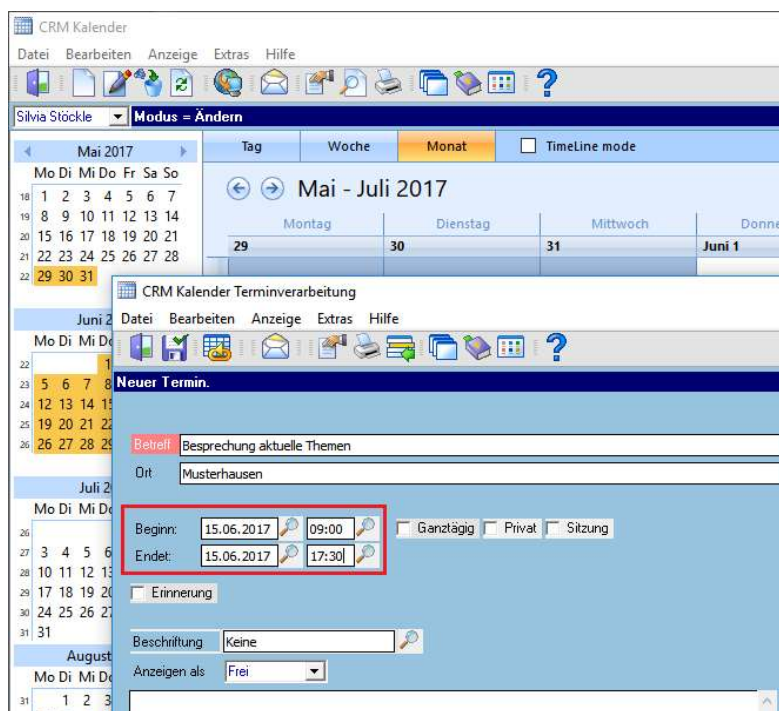 CRM Kalender
Datei Bearbeiten Anzeige Extras Hilfe
Silvia Stöckle Modus = Ändern
Mai 2017
Mo Di Mi Do Fr Sa So
18 1 2 3 4 5 6 7
19 8 9 10 11 12 13 14
20 15 16 17 18 19 20 21
21 22 23 24 25 26 27 28
22 29 30 31
Tag Woche Monat TimeLine mode
Mai - Juli 2017
Montag Dienstag Mittwoch Donne
29 30 31 Juni 1
Juni 2
Mo Di Mi Do
22 1
23 5 6 7 8
24 12 13 14 15
25 19 20 21 22
26 26 27 28 29
Juli 2
Mo Di Mi Do
26
27 3 4 5 6
28 10 11 12 13
29 17 18 19 20
30 24 25 26 27
31 31
August
Mo Di Mi Do
31 1 2 3
CRM Kalender Terminverarbeitung
Datei Bearbeiten Anzeige Extras Hilfe
Neuer Termin.
Betreff Besprechung aktuelle Themen
Ort Musterhausen
Beginn: 15.06.2017 09:00 Ganztägig Privat Sitzung
Endet: 15.06.2017 17:30
Erinnerung
Beschriftung Keine
Anzeigen als Frei